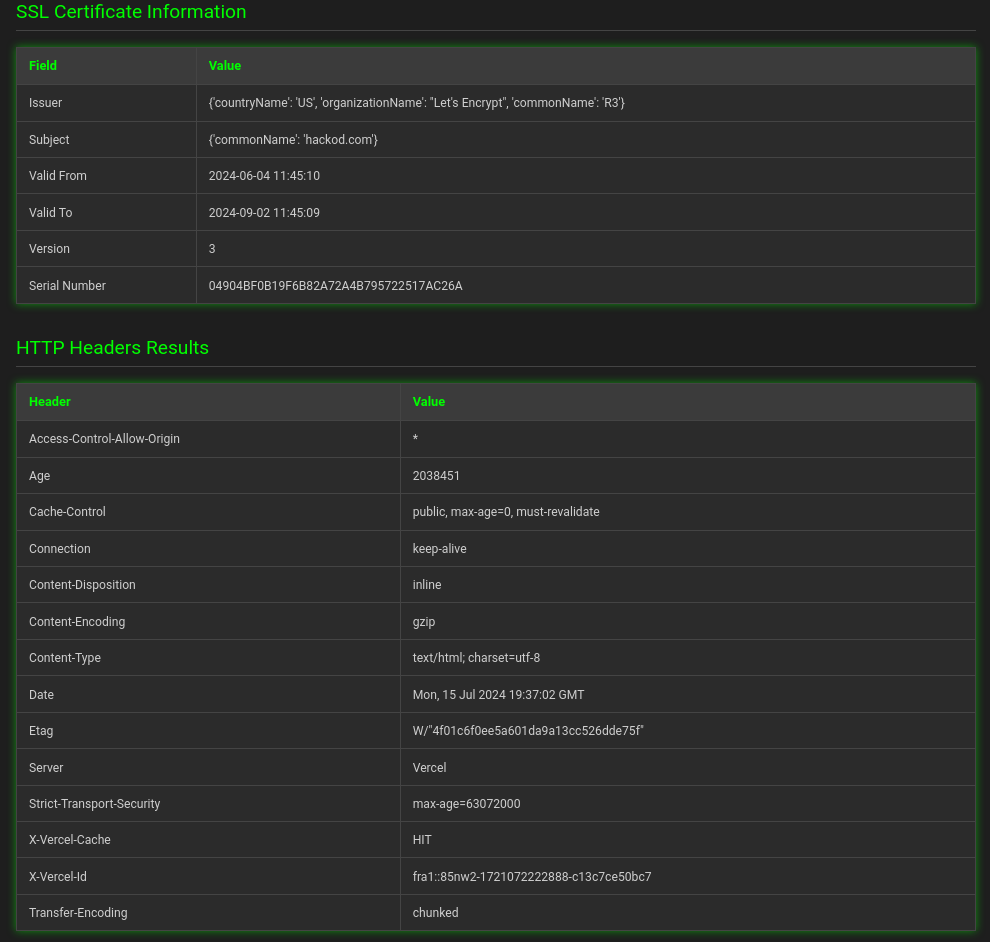 SSL Certificate Information
Field Value
Issuer {'countryName': 'US', 'organizationName': "Let's Encrypt", 'commonName': 'R3'}
Subject {'commonName': 'hackod.com'}
Valid From 2024-06-04 11:45:10
Valid To 2024-09-02 11:45:09
Version 3
Serial Number 04904BF0B19F6B82A72A4B795722517AC26A
HTTP Headers Results
Header Value
Access-Control-Allow-Origin *
Age 2038451
Cache-Control public, max-age=0, must-revalidate
Connection keep-alive
Content-Disposition inline
Content-Encoding gzip
Content-Type text/html; charset=utf-8
Date Mon, 15 Jul 2024 19:37:02 GMT
Etag W/"4f01c6f0ee5a601da9a13cc526dde75f"
Server Vercel
Strict-Transport-Security max-age=63072000
X-Vercel-Cache HIT
X-Vercel-Id fra1::85nw2-1721072222888-c13c7ce50bc7
Transfer-Encoding chunked